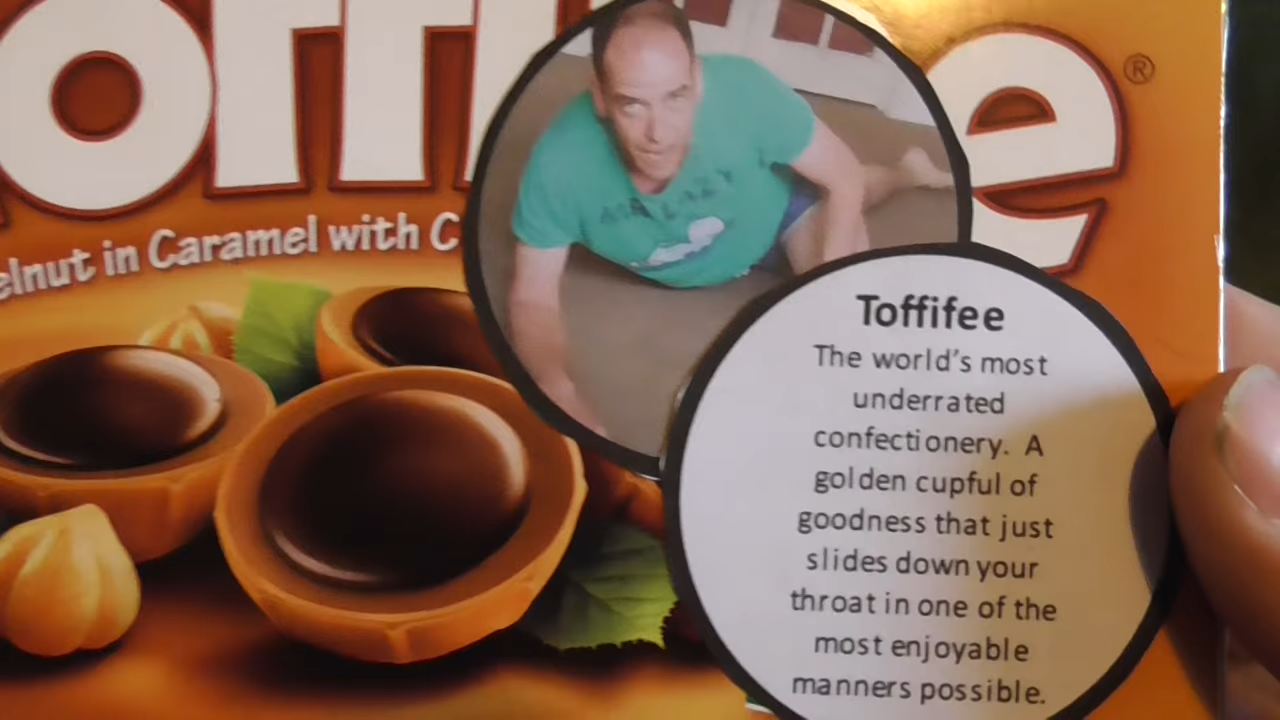 offi e ®
elnut in Caramel with C
Toffifee
The world's most
underrated
confectionery. A
golden cupful of
goodness that just
slides down your
throat in one of the
most enjoyable
manners possible.